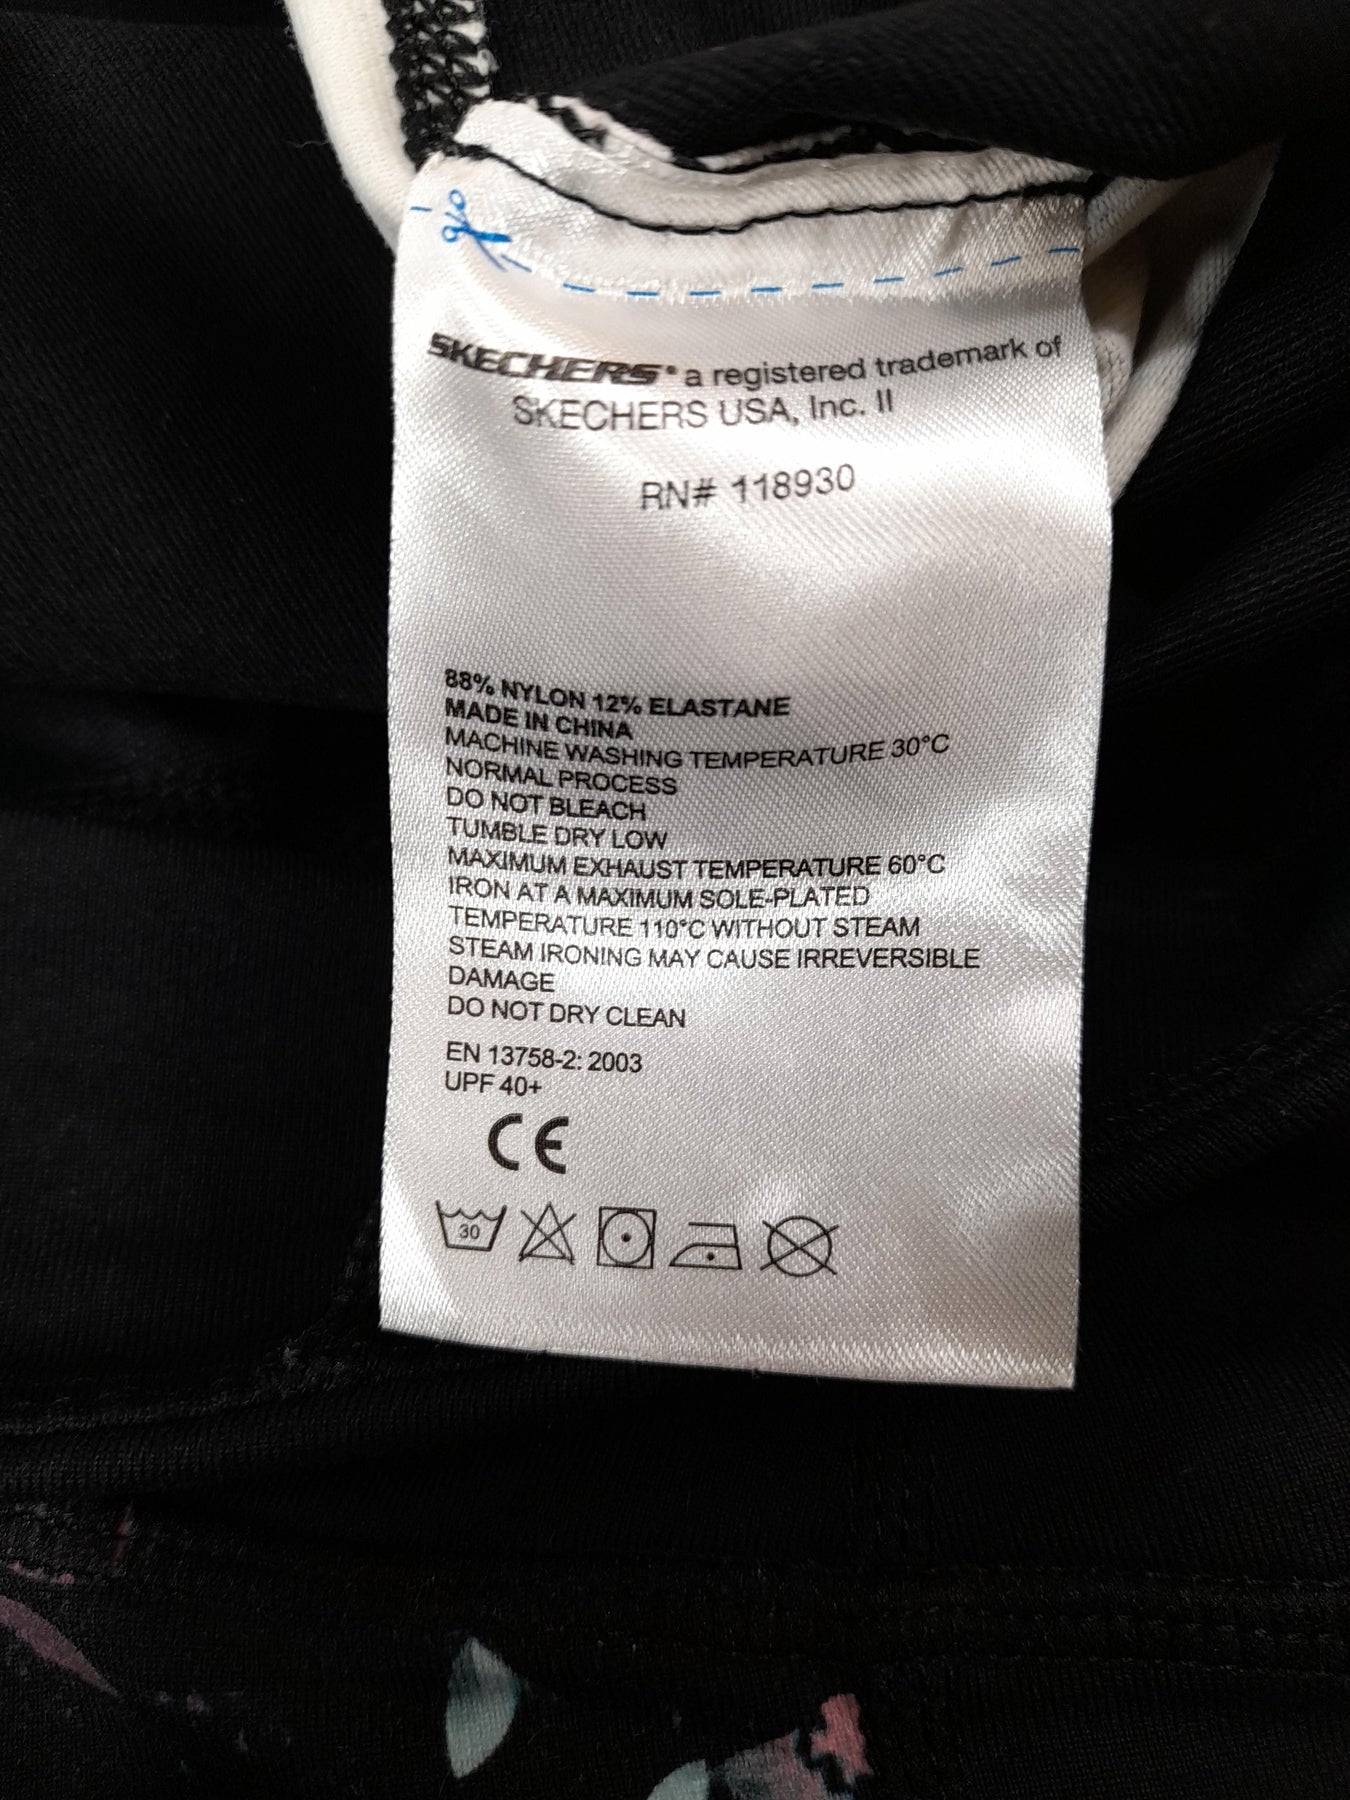 SKECHERS® a registered trademark of
SKECHERS USA, Inc. II
RN# 118930
88% NYLON 12% ELASTANE
MADE IN CHINA
MACHINE WASHING TEMPERATURE 30°C
NORMAL PROCESS
DO NOT BLEACH
TUMBLE DRY LOW
MAXIMUM EXHAUST TEMPERATURE 60°C
IRON AT A MAXIMUM SOLE-PLATED
TEMPERATURE 110°C WITHOUT STEAM
STEAM IRONING MAY CAUSE IRREVERSIBLE
DAMAGE
DO NOT DRY CLEAN
EN 13758-2: 2003
UPF 40+
CE
30